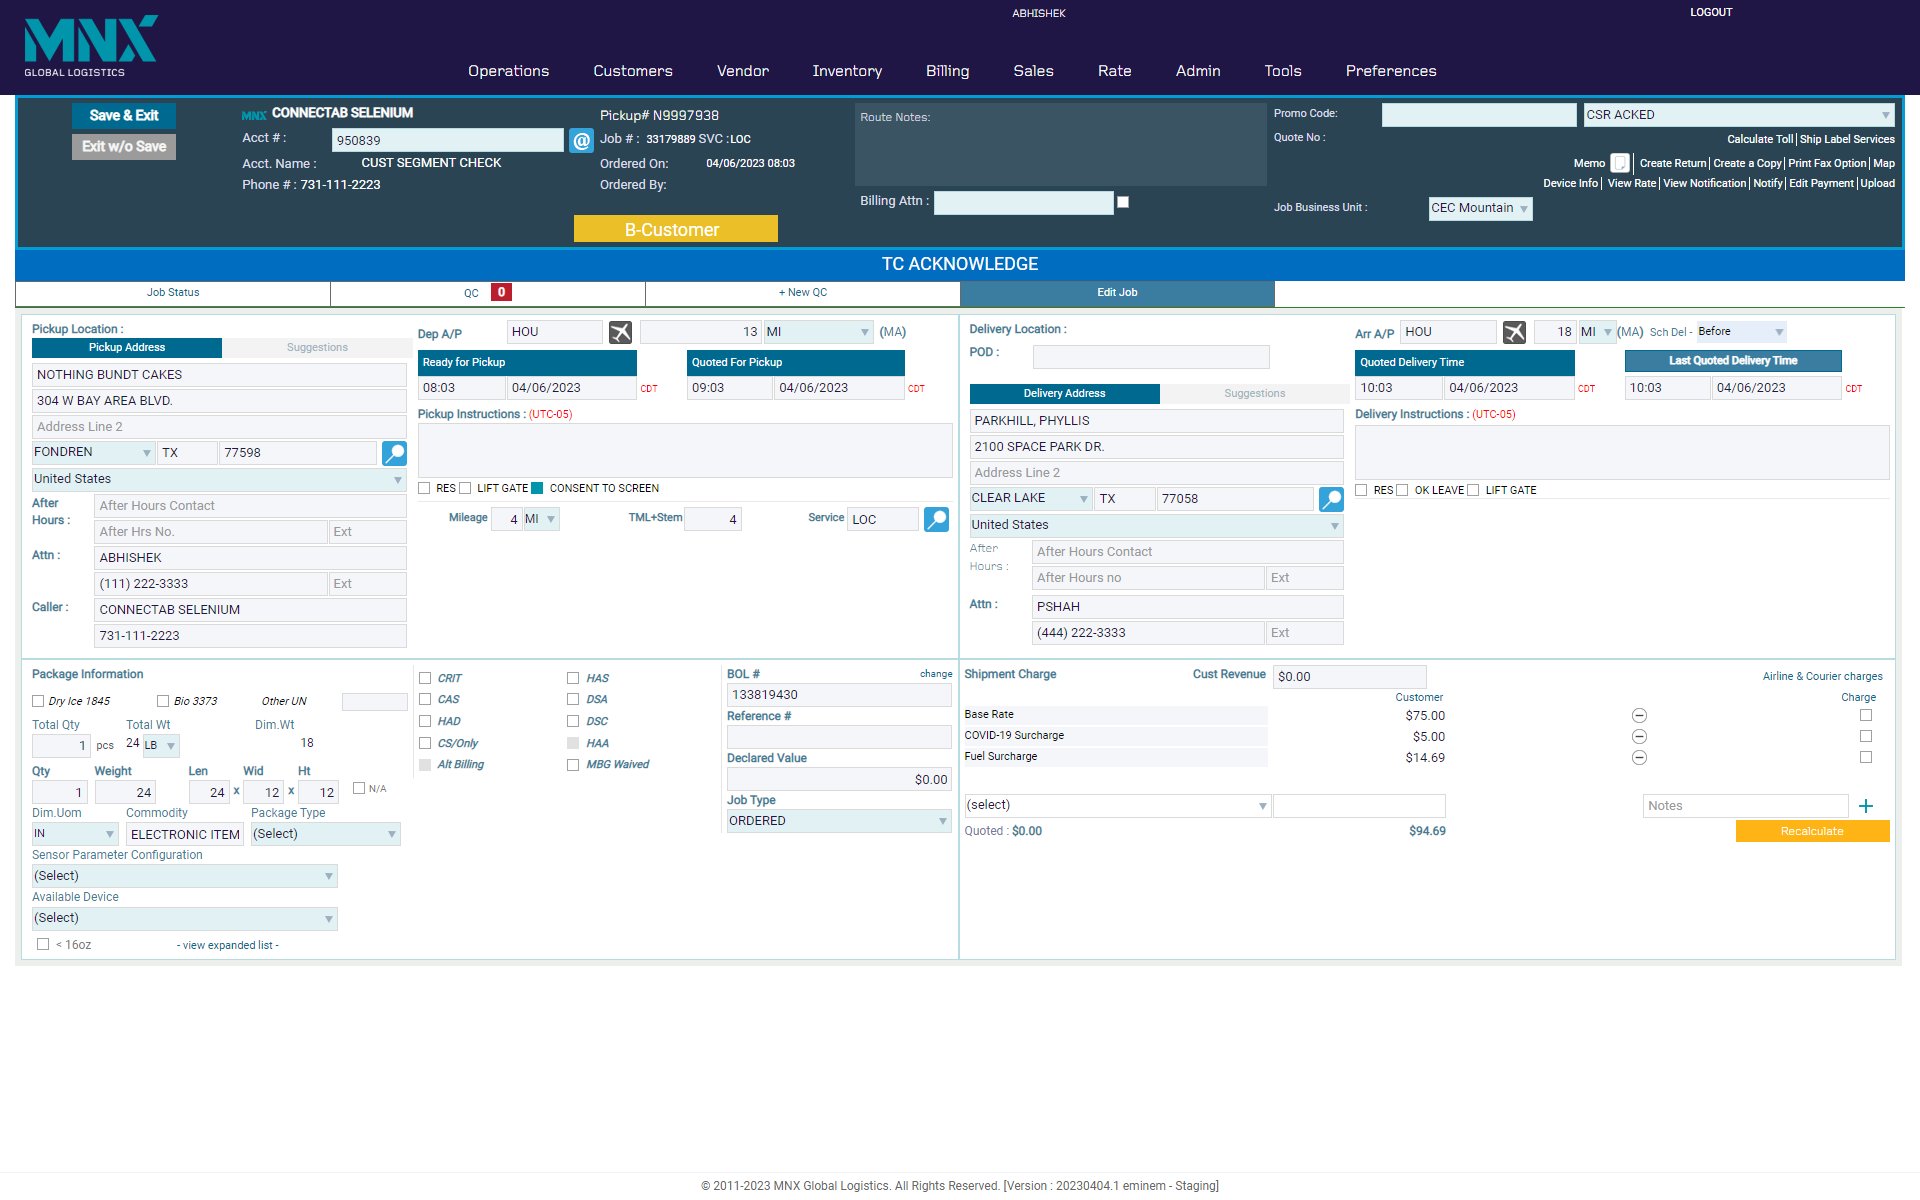 MNX
GLOBAL LOGISTICS
ABHISHEK
LOGOUT
Operations Customers Vendor Inventory Billing Sales Rate Admin Tools Preferences
Save & Exit
Exit w/o Save
MNX CONNECTAB SELENIUM
Acct # : 950839 @
Acct. Name : CUST SEGMENT CHECK
Phone # : 731-111-2223
Pickup# N9997938
Job # : 33179889 SVC :LOC
Ordered On: 04/06/2023 08:03
Ordered By:
B-Customer
Route Notes:
Billing Attn :
Promo Code: CSR ACKED
Quote No :
Calculate Toll | Ship Label Services
Memo | Create Return | Create a Copy | Print Fax Option | Map
Device Info | View Rate | View Notification | Notify | Edit Payment | Upload
Job Business Unit : CEC Mountain
TC ACKNOWLEDGE
Job Status QC 0 + New QC Edit Job
Pickup Location :
Pickup Address Suggestions
NOTHING BUNDT CAKES
304 W BAY AREA BLVD.
Address Line 2
FONDREN TX 77598
United States
After Hours : After Hours Contact
After Hrs No. Ext
Attn : ABHISHEK
(111) 222-3333 Ext
Caller : CONNECTAB SELENIUM
731-111-2223
Dep A/P HOU 13 MI (MA)
Ready for Pickup Quoted For Pickup
08:03 04/06/2023 CDT 09:03 04/06/2023 CDT
Pickup Instructions : (UTC-05)
RES LIFT GATE CONSENT TO SCREEN
Mileage 4 MI TML+Stem 4 Service LOC
Delivery Location :
POD :
Delivery Address Suggestions
PARKHILL, PHYLLIS
2100 SPACE PARK DR.
Address Line 2
CLEAR LAKE TX 77058
United States
After Hours : After Hours Contact
After Hours no Ext
Attn : PSHAH
(444) 222-3333 Ext
Arr A/P HOU 18 MI (MA) Sch Del - Before
Quoted Delivery Time Last Quoted Delivery Time
10:03 04/06/2023 CDT 10:03 04/06/2023 CDT
Delivery Instructions : (UTC-05)
RES OK LEAVE LIFT GATE
Package Information
Dry Ice 1845 Bio 3373 Other UN
Total Qty Total Wt Dim.Wt
1 pcs 24 LB 18
Qty Weight Len Wid Ht
1 24 24 x 12 x 12 N/A
Dim.Uom Commodity Package Type
IN ELECTRONIC ITEM (Select)
Sensor Parameter Configuration
(Select)
Available Device
(Select)
< 16oz - view expanded list -
CRIT HAS
CAS DSA
HAD DSC
CS/Only HAA
Alt Billing MBG Waived
BOL # change
133819430
Reference #
Declared Value
$0.00
Job Type
ORDERED
Shipment Charge Cust Revenue $0.00 Airline & Courier charges
Customer Charge
Base Rate $75.00
COVID-19 Surcharge $5.00
Fuel Surcharge $14.69
(select) Notes +
Quoted : $0.00 $94.69 Recalculate
© 2011-2023 MNX Global Logistics. All Rights Reserved. [Version : 20230404.1 eminem - Staging]